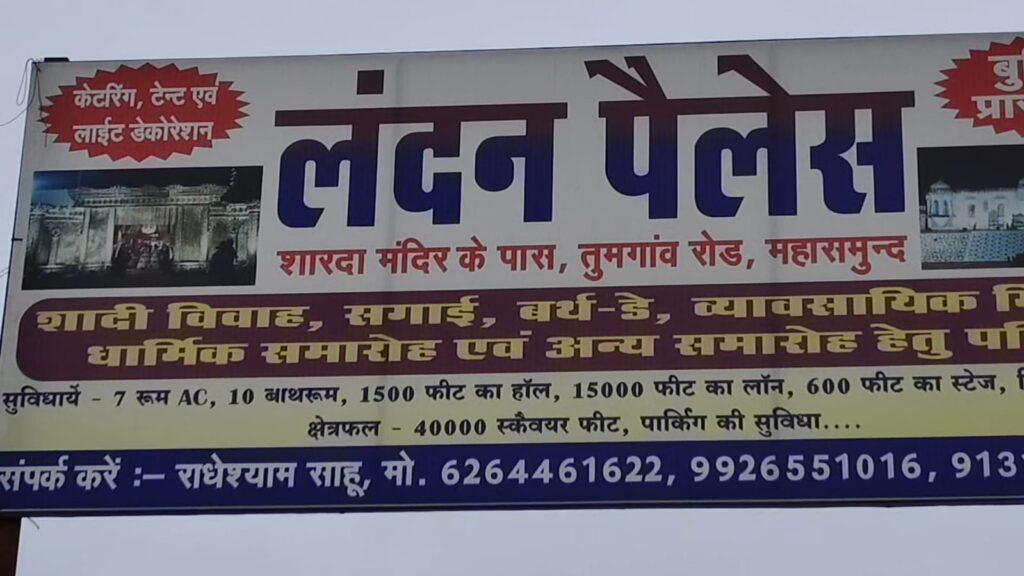 केटरिंग, टेन्ट एवं
लाईट डेकोरेशन
लंदन पैलेस
शारदा मंदिर के पास, तुमगांव रोड, महासमुन्द
शादी विवाह, सगाई, बर्थ-डे, व्यावसायिक
धार्मिक समारोह एवं अन्य समारोह हेतु
सुविधायें - 7 रूम AC, 10 बाथरूम, 1500 फीट का हॉल, 15000 फीट का लॉन, 600 फीट का स्टेज,
क्षेत्रफल - 40000 स्कैवयर फीट, पार्किंग की सुविधा....
संपर्क करें :– राधेश्याम साहू, मो. 6264461622, 9926551016, 913